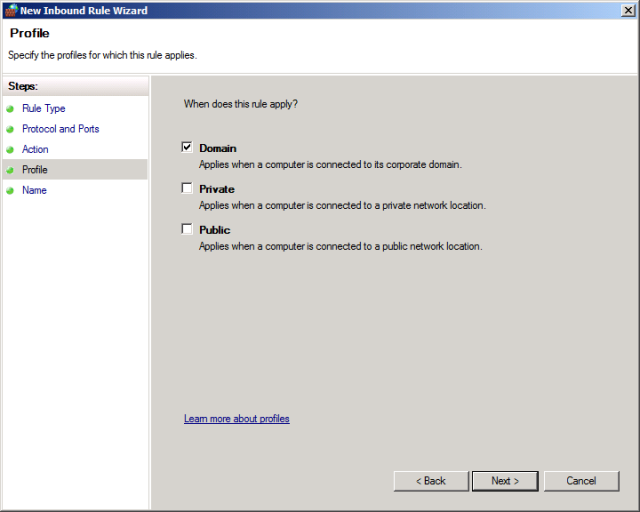 New Inbound Rule Wizard
Profile
Specify the profiles for which this rule applies.
Steps:
Rule Type
Protocol and Ports
Action
Profile
Name
When does this rule apply?
Domain
Applies when a computer is connected to its corporate domain.
Private
Applies when a computer is connected to a private network location.
Public
Applies when a computer is connected to a public network location.
Learn more about profiles
< Back
Next >
Cancel